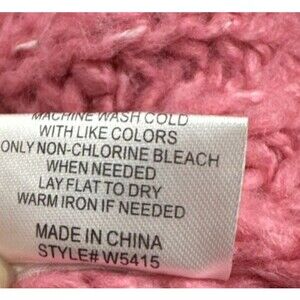 MACHINE WASH COLD
WITH LIKE COLORS
ONLY NON-CHLORINE BLEACH
WHEN NEEDED
LAY FLAT TO DRY
WARM IRON IF NEEDED
MADE IN CHINA
STYLE# W5415